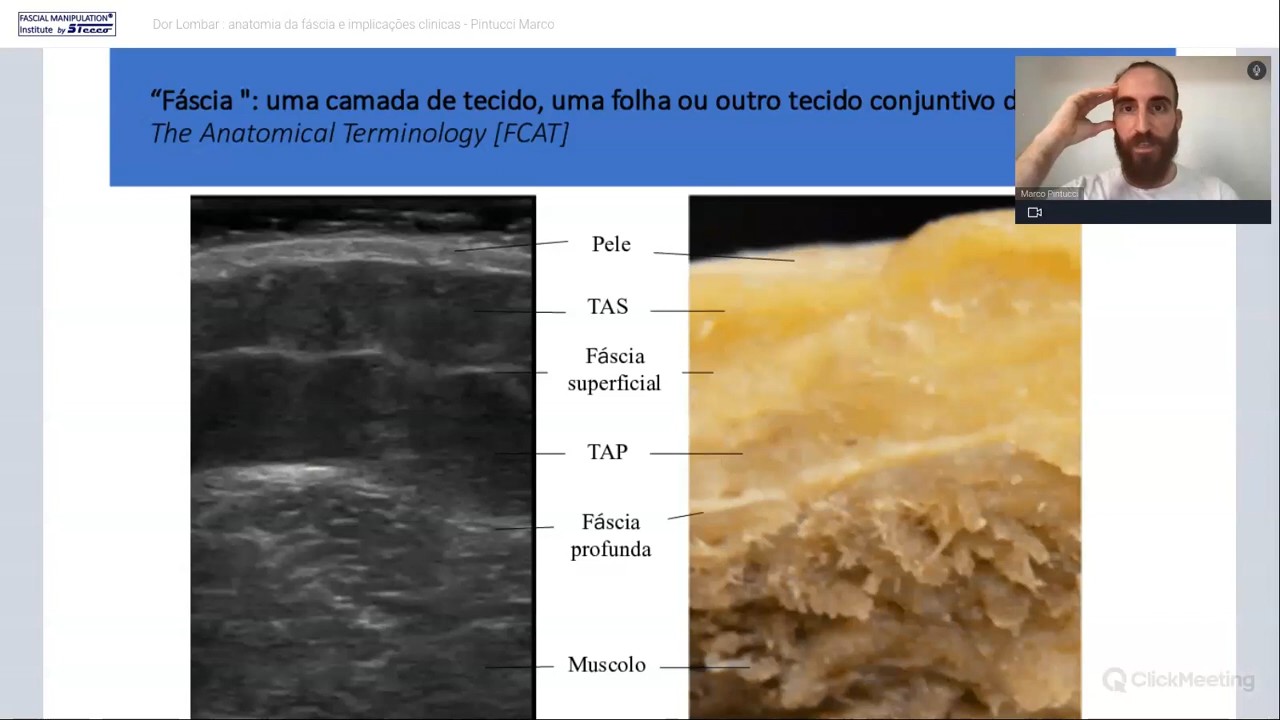 FASCIAL MANIPULATION®
Institute by Stecco
Dor Lombar : anatomia da fáscia e implicações clinicas - Pintucci Marco
“Fáscia ": uma camada de tecido, uma folha ou outro tecido conjuntivo d
The Anatomical Terminology [FCAT]
Marco Pintucci
Pele
TAS
Fáscia
superficial
TAP
Fáscia
profunda
Muscolo
ClickMeeting